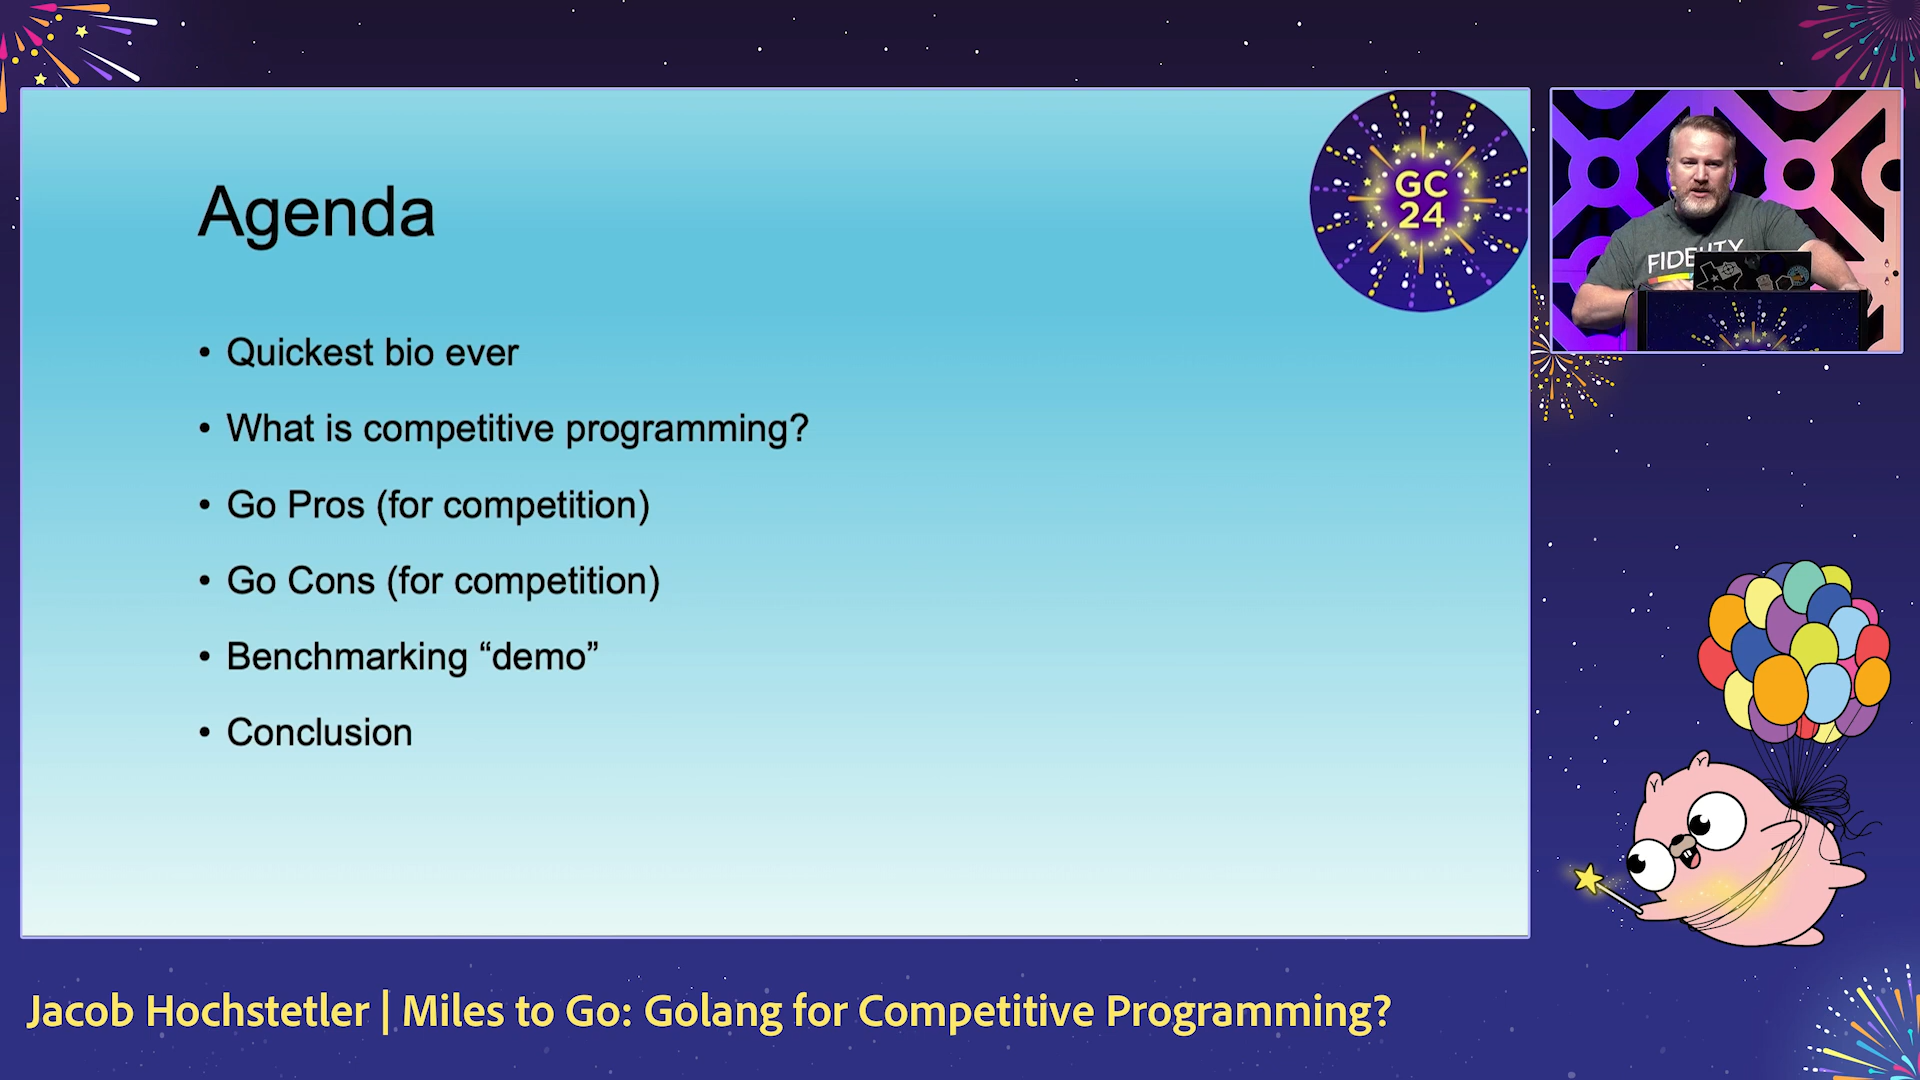 Agenda
GC
24
• Quickest bio ever
• What is competitive programming?
• Go Pros (for competition)
• Go Cons (for competition)
• Benchmarking “demo”
• Conclusion
FIDELITY
Jacob Hochstetler | Miles to Go: Golang for Competitive Programming?